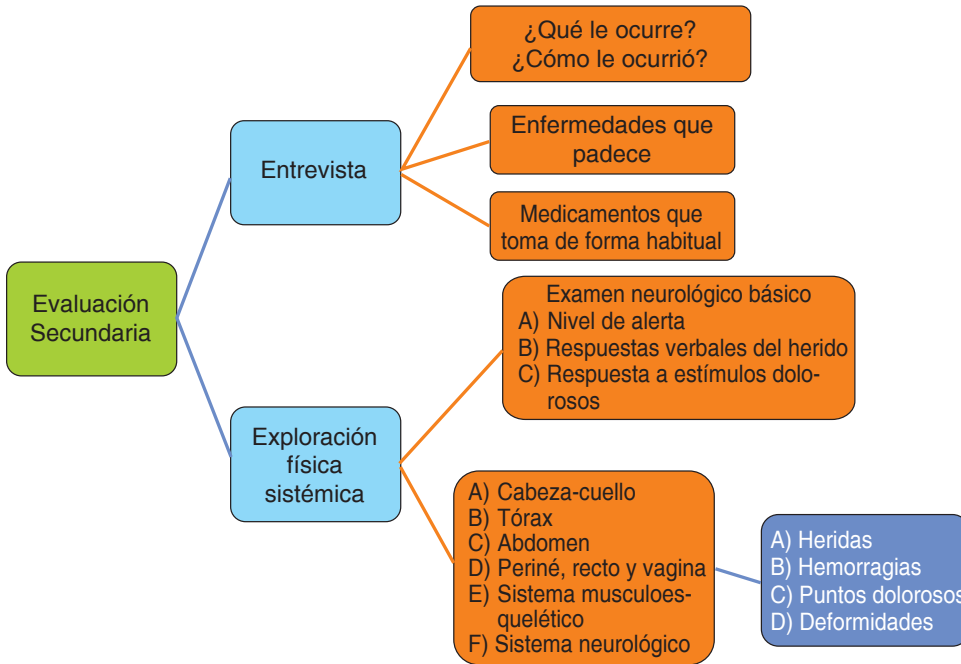 ¿Qué le ocurre?
¿Cómo le ocurrió?
Entrevista
Enfermedades que
padece
Medicamentos que
toma de forma habitual
Evaluación
Secundaria
Examen neurológico básico
A) Nivel de alerta
B) Respuestas verbales del herido
C) Respuesta a estímulos dolo-
rosos
Exploración
física
sistémica
A) Cabeza-cuello
B) Tórax
C) Abdomen
D) Periné, recto y vagina
E) Sistema musculoes-
quelético
F) Sistema neurológico
A) Heridas
B) Hemorragias
C) Puntos dolorosos
D) Deformidades